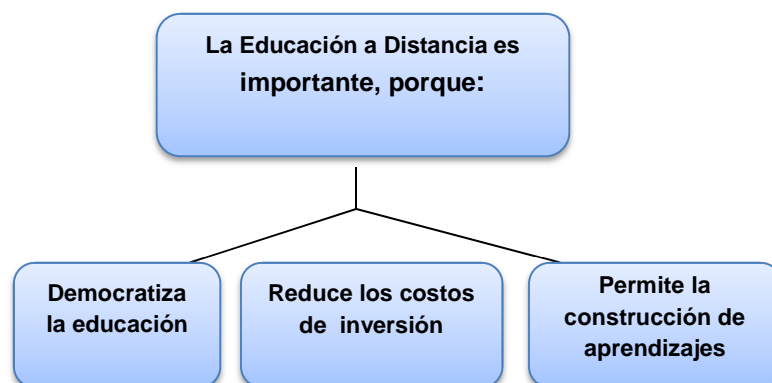 La Educación a Distancia es
importante, porque:
Democratiza
la educación
Reduce los costos
de inversión
Permite la
construcción de
aprendizajes